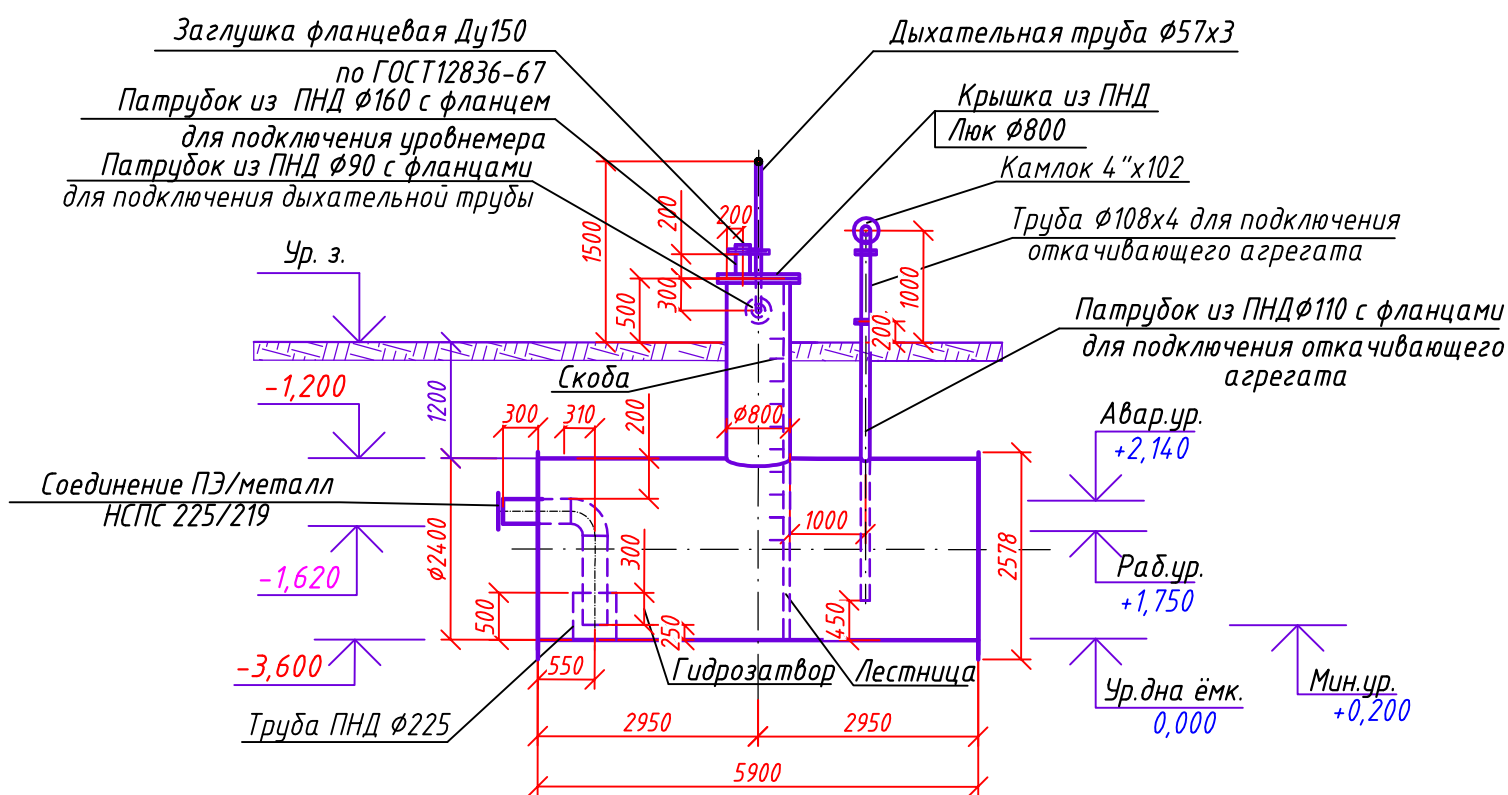 Заглушка фланцевая Ду150
по ГОСТ12836-67
Патрубок из ПНД Ф160 с фланцем
для подключения уровнемера
Патрубок из ПНД Ф90 с фланцами
для подключения дыхательной трубы
Дыхательная труба Ф57х3
Крышка из ПНД
Люк Ф800
Камлок 4"х102
Труба Ф108х4 для подключения
откачивающего агрегата
Патрубок из ПНДФ110 с фланцами
для подключения откачивающего
агрегата
Ур. з.
1500
200
200
500
300
1000
200
Скоба
-1,200
1200
300
310
200
Ф800
Авар.ур.
+2,140
Соединение ПЭ/металл
НСПС 225/219
-1,620
Ф2400
300
1000
2578
Раб.ур.
+1,750
500
250
450
-3,600
550
Гидрозатвор
Лестница
Ур.дна ёмк.
0,000
Мин.ур.
+0,200
Труба ПНД Ф225
2950
2950
5900